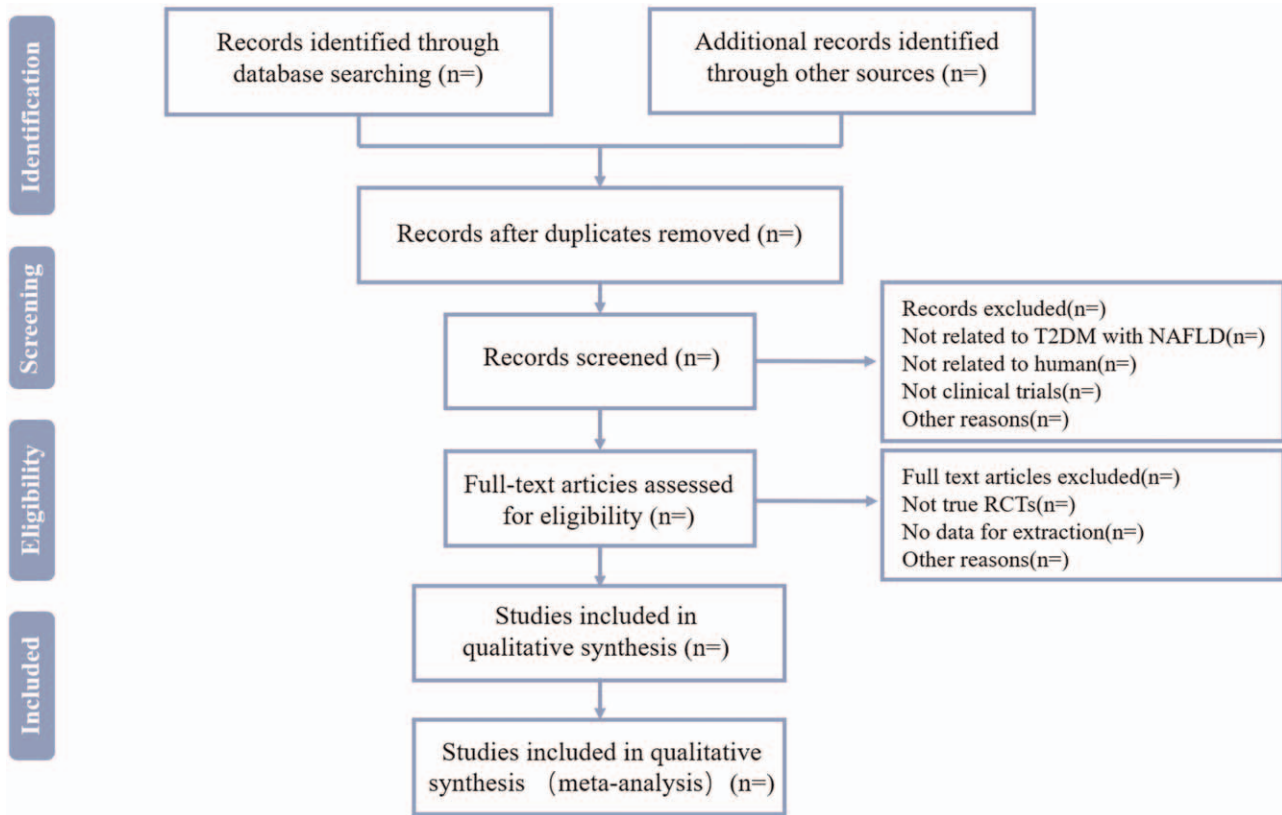 Identification
Records identified through
database searching (n=)
Additional records identified
through other sources (n=)
Records after duplicates removed (n=)
Screening
Records screened (n=)
Records excluded(n=)
Not related to T2DM with NAFLD(n=)
Not related to human(n=)
Not clinical trials(n=)
Other reasons(n=)
Eligibility
Full-text articles assessed
for eligibility (n=)
Full text articles excluded(n=)
Not true RCTs(n=)
No data for extraction(n=)
Other reasons(n=)
Included
Studies included in
qualitative synthesis (n=)
Studies included in qualitative
synthesis （meta-analysis）(n=)